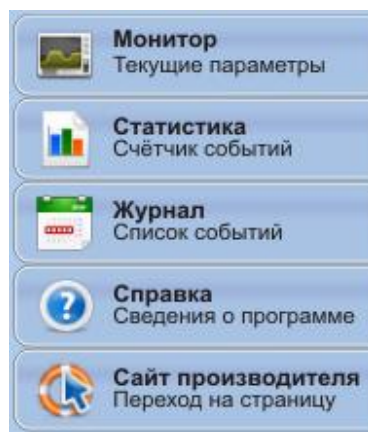 Монитор
Текущие параметры
Статистика
Счётчик событий
Журнал
Список событий
Справка
Сведения о программе
Сайт производителя
Переход на страницу